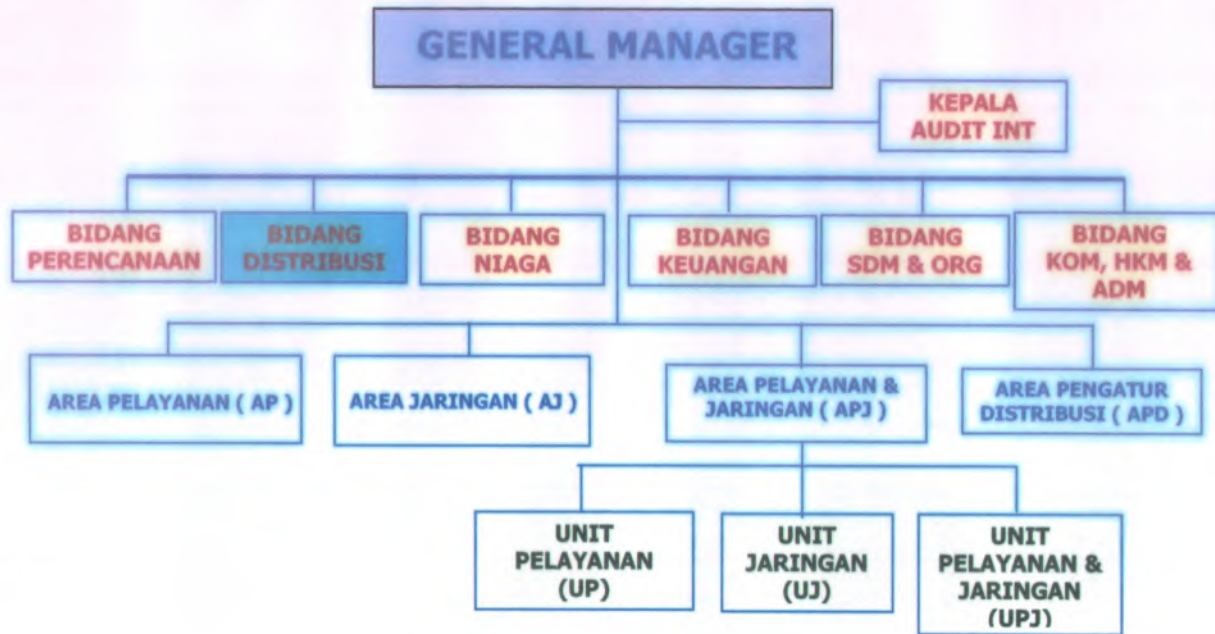 GENERAL MANAGER
KEPALA
AUDIT INT
BIDANG
PERENCANAAN
BIDANG
DISTRIBUSI
BIDANG
NIAGA
BIDANG
KEUANGAN
BIDANG
SDM & ORG
BIDANG
KOM, HKM &
ADM
AREA PELAYANAN ( AP )
AREA JARINGAN ( AJ )
AREA PELAYANAN &
JARINGAN ( APJ )
AREA PENGATUR
DISTRIBUSI ( APD )
UNIT
PELAYANAN
(UP)
UNIT
JARINGAN
(UJ)
UNIT
PELAYANAN &
JARINGAN
(UPJ)